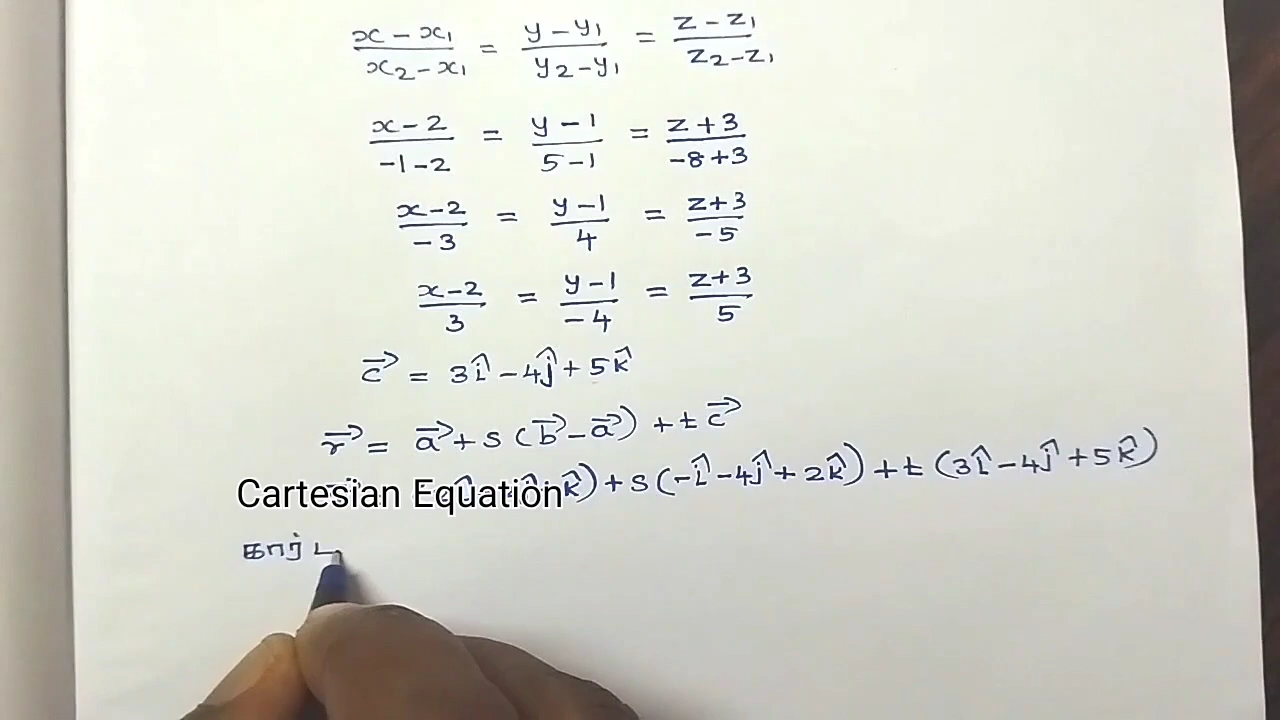 x - x₁ / x₂ - x₁ = y - y₁ / y₂ - y₁ = z - z₁ / z₂ - z₁
x - 2 / -1 - 2 = y - 1 / 5 - 1 = z + 3 / -8 + 3
x - 2 / -3 = y - 1 / 4 = z + 3 / -5
x - 2 / 3 = y - 1 / -4 = z + 3 / 5
c⃗ = 3î - 4ĵ + 5k̂
r⃗ = a⃗ + s (b⃗ - a⃗) + t c⃗
k̂) + s (-î - 4ĵ + 2k̂) + t (3î - 4ĵ + 5k̂)
Cartesian Equation
கார்ட